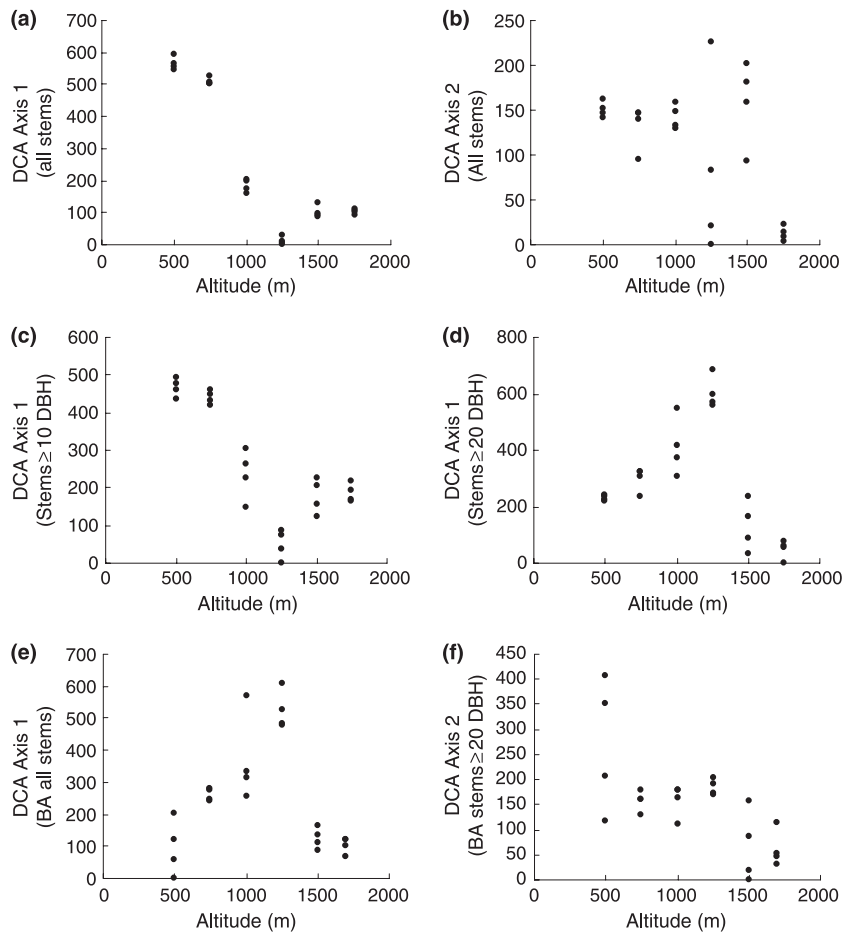 (a)
DCA Axis 1
(all stems)
700
600
500
400
300
200
100
0
0 500 1000 1500 2000
Altitude (m)
(b)
DCA Axis 2
(All stems)
250
200
150
100
50
0
0 500 1000 1500 2000
Altitude (m)
(c)
DCA Axis 1
(Stems≥10 DBH)
600
500
400
300
200
100
0
0 500 1000 1500 2000
Altitude (m)
(d)
DCA Axis 1
(Stems≥20 DBH)
800
600
400
200
0
0 500 1000 1500 2000
Altitude (m)
(e)
DCA Axis 1
(BA all stems)
700
600
500
400
300
200
100
0
0 500 1000 1500 2000
Altitude (m)
(f)
DCA Axis 2
(BA stems≥20 DBH)
450
400
350
300
250
200
150
100
50
0
0 500 1000 1500 2000
Altitude (m)